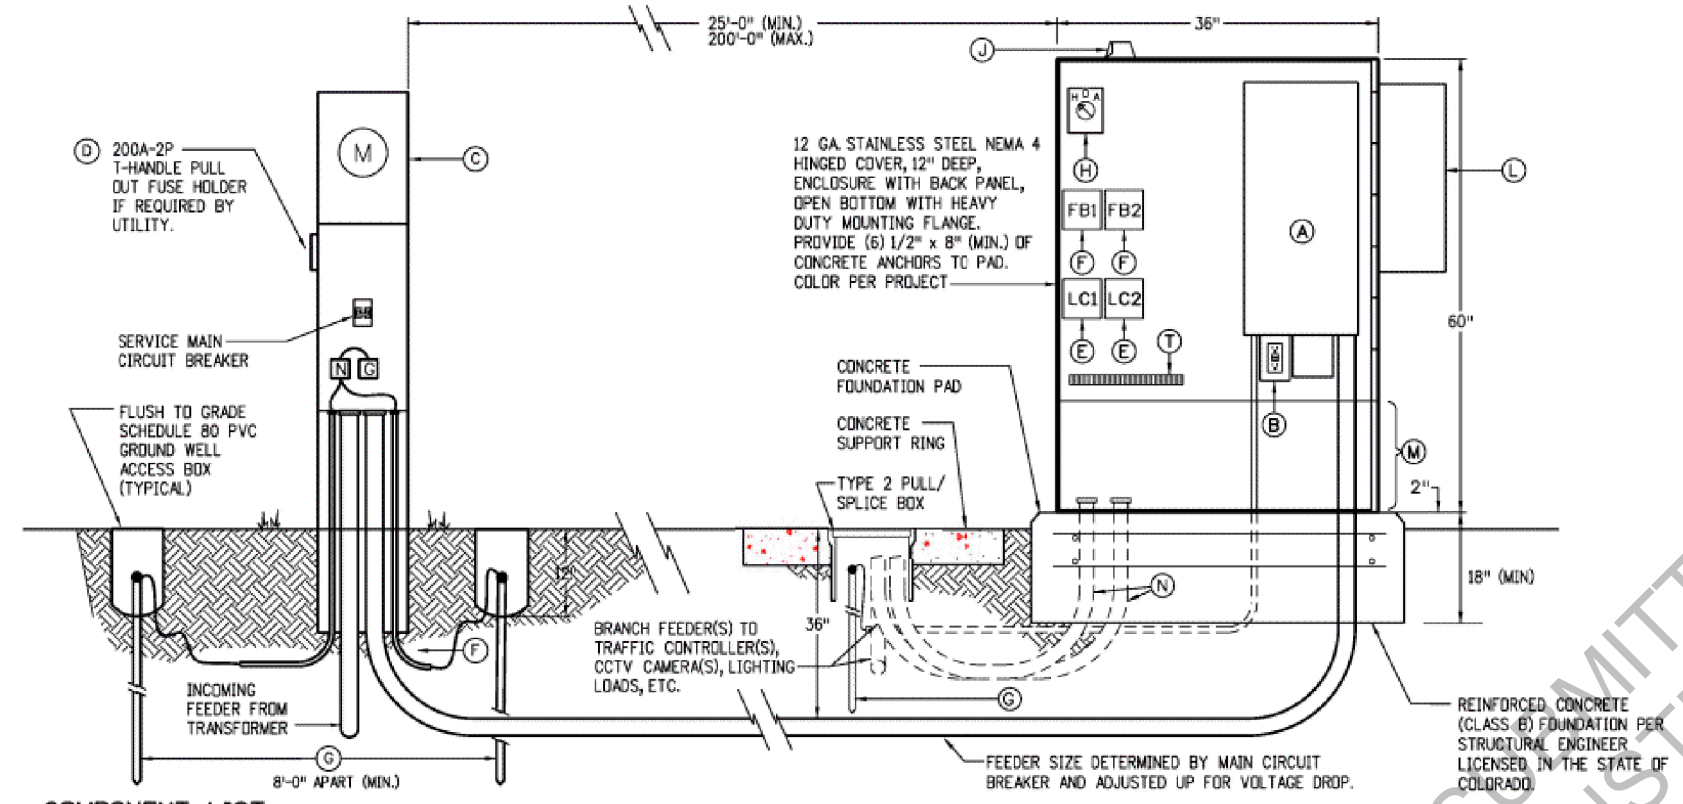 25'-0" (MIN.)
200'-0" (MAX.)
36"
J
D
200A-2P
T-HANDLE PULL
OUT FUSE HOLDER
IF REQUIRED BY
UTILITY.
M
C
12 GA. STAINLESS STEEL NEMA 4
HINGED COVER, 12" DEEP,
ENCLOSURE WITH BACK PANEL,
OPEN BOTTOM WITH HEAVY
DUTY MOUNTING FLANGE.
PROVIDE (6) 1/2" x 8" (MIN.) OF
CONCRETE ANCHORS TO PAD.
COLOR PER PROJECT
H O A
H
FB1 FB2
F F
LC1 LC2
E E
T
A
L
60"
B
M
2"
SERVICE MAIN
CIRCUIT BREAKER
N G
FLUSH TO GRADE
SCHEDULE 80 PVC
GROUND WELL
ACCESS BOX
(TYPICAL)
CONCRETE
FOUNDATION PAD
CONCRETE
SUPPORT RING
TYPE 2 PULL/
SPLICE BOX
12"
18" (MIN)
N
36"
F
BRANCH FEEDER(S) TO
TRAFFIC CONTROLLER(S),
CCTV CAMERA(S), LIGHTING
LOADS, ETC.
INCOMING
FEEDER FROM
TRANSFORMER
G
G
8'-0" APART (MIN.)
FEEDER SIZE DETERMINED BY MAIN CIRCUIT
BREAKER AND ADJUSTED UP FOR VOLTAGE DROP.
REINFORCED CONCRETE
(CLASS B) FOUNDATION PER
STRUCTURAL ENGINEER
LICENSED IN THE STATE OF
COLORADO.
COMPONENT LIST
SUBMITT